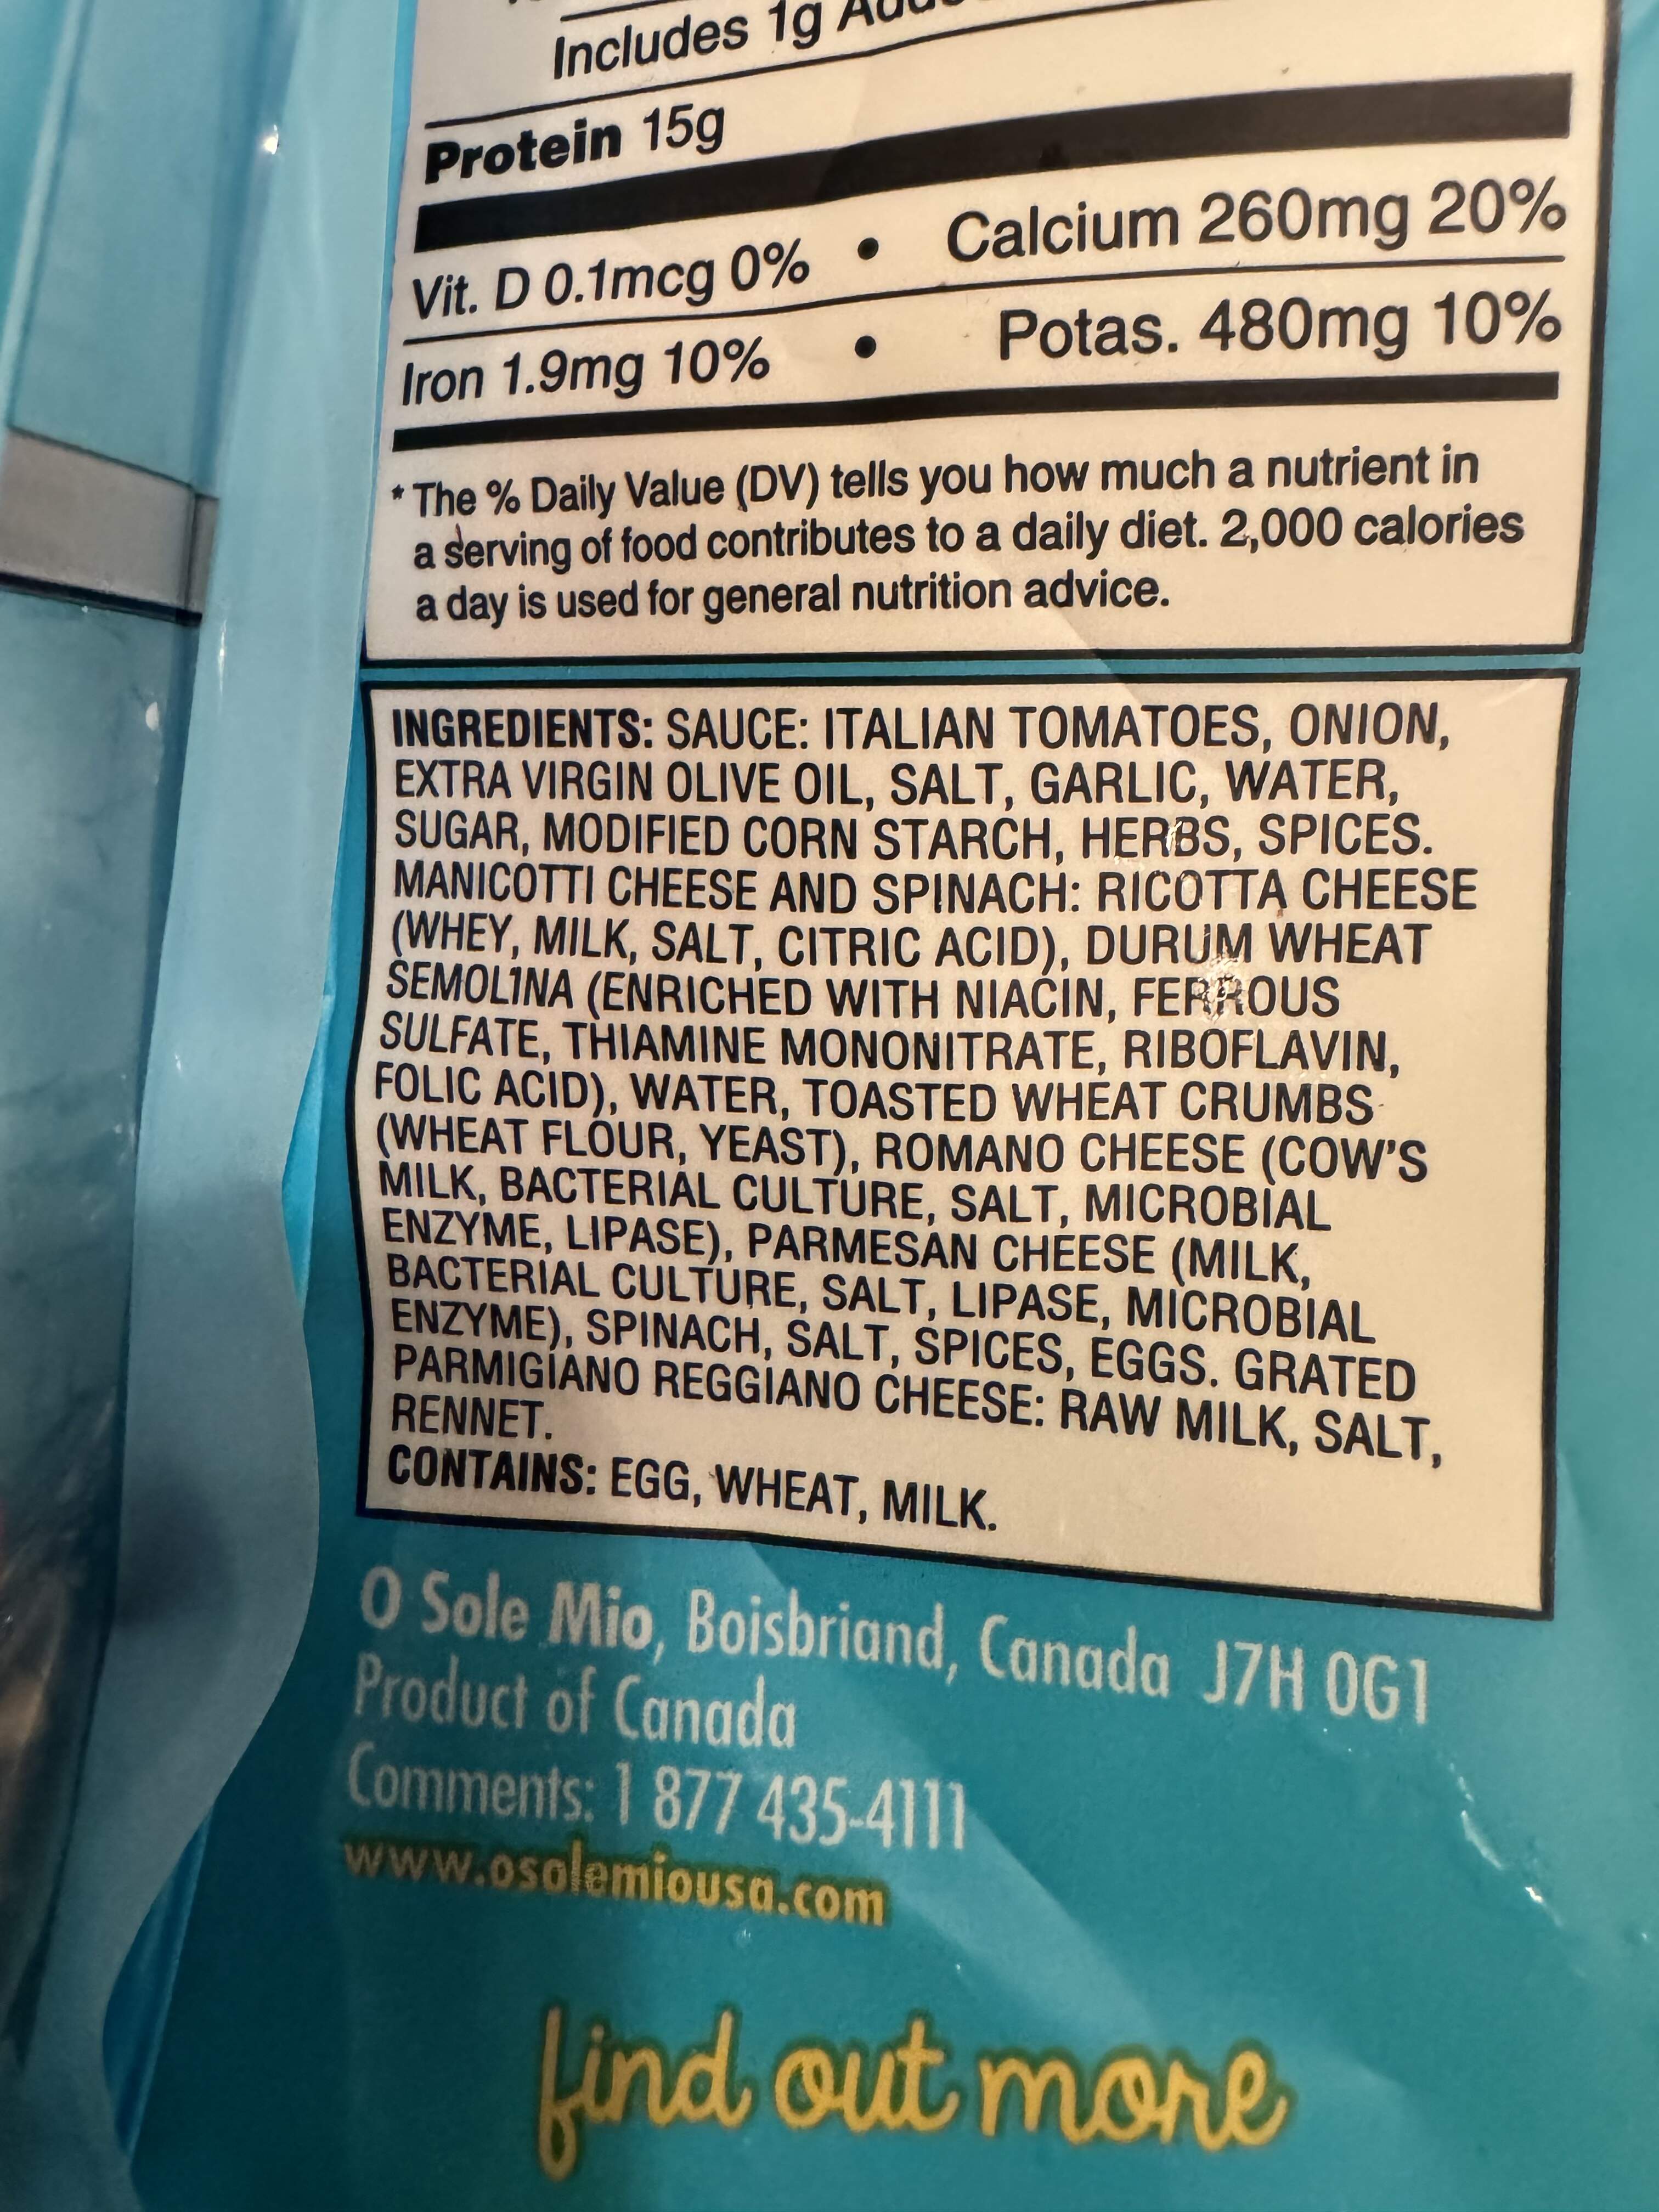 Includes 1g
Protein 15g
Vit. D 0.1mcg 0% • Calcium 260mg 20%
Iron 1.9mg 10% • Potas. 480mg 10%
* The % Daily Value (DV) tells you how much a nutrient in
a serving of food contributes to a daily diet. 2,000 calories
a day is used for general nutrition advice.
INGREDIENTS: SAUCE: ITALIAN TOMATOES, ONION,
EXTRA VIRGIN OLIVE OIL, SALT, GARLIC, WATER,
SUGAR, MODIFIED CORN STARCH, HERBS, SPICES.
MANICOTTI CHEESE AND SPINACH: RICOTTA CHEESE
(WHEY, MILK, SALT, CITRIC ACID), DURUM WHEAT
SEMOLINA (ENRICHED WITH NIACIN, FERROUS
SULFATE, THIAMINE MONONITRATE, RIBOFLAVIN,
FOLIC ACID), WATER, TOASTED WHEAT CRUMBS
(WHEAT FLOUR, YEAST), ROMANO CHEESE (COW'S
MILK, BACTERIAL CULTURE, SALT, MICROBIAL
ENZYME, LIPASE), PARMESAN CHEESE (MILK,
BACTERIAL CULTURE, SALT, LIPASE, MICROBIAL
ENZYME), SPINACH, SALT, SPICES, EGGS. GRATED
PARMIGIANO REGGIANO CHEESE: RAW MILK, SALT,
RENNET.
CONTAINS: EGG, WHEAT, MILK.
O Sole Mio, Boisbriand, Canada J7H 0G1
Product of Canada
Comments: 1 877 435-4111
www.osolemiousa.com
find out more